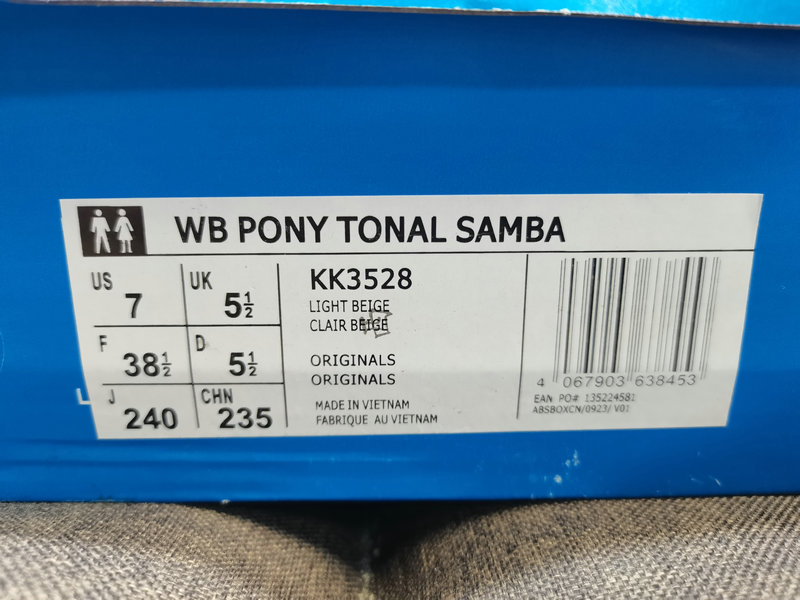 WB PONY TONAL SAMBA
US 7 UK 5½
F 38½ D 5½
J 240 CHN 235
KK3528
LIGHT BEIGE
CLAIR BEIGE
ORIGINALS
ORIGINALS
MADE IN VIETNAM
FABRIQUE AU VIETNAM
4 067903 638453
EAN PO# 135224581
ABSBOXCN/0923/ V01